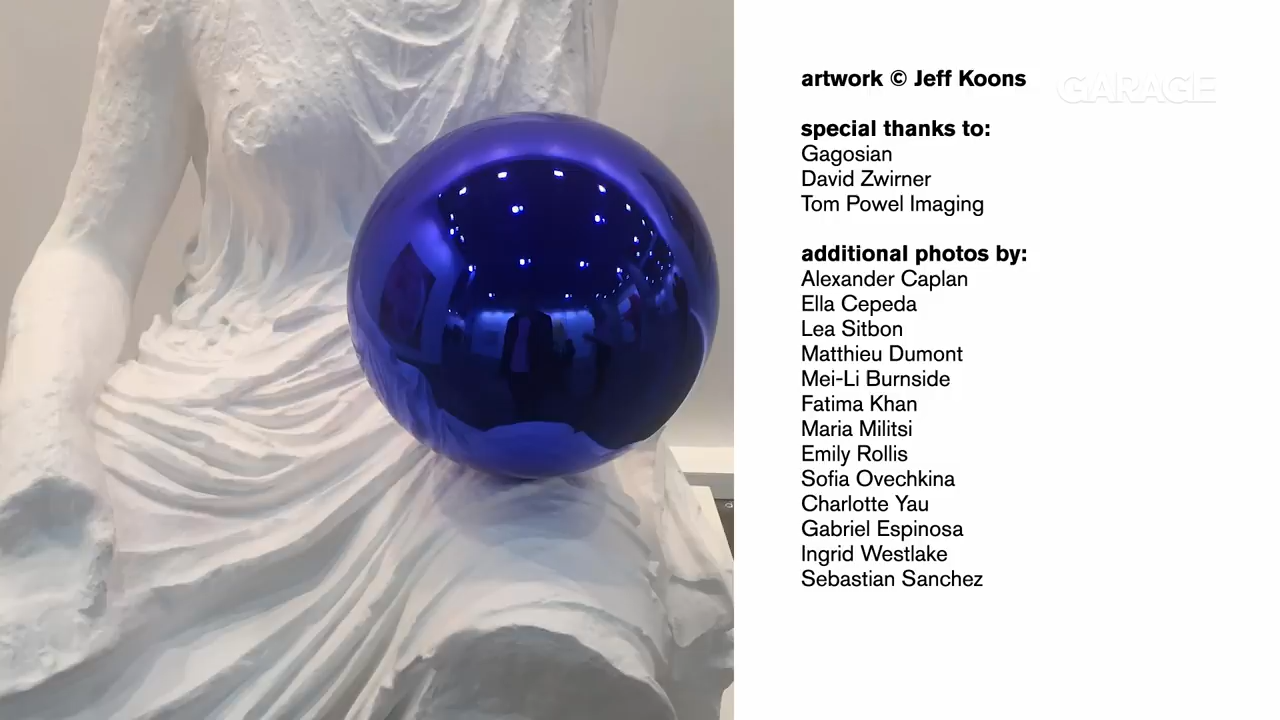 artwork © Jeff Koons
GARAGE
special thanks to:
Gagosian
David Zwirner
Tom Powel Imaging
additional photos by:
Alexander Caplan
Ella Cepeda
Lea Sitbon
Matthieu Dumont
Mei-Li Burnside
Fatima Khan
Maria Militsi
Emily Rollis
Sofia Ovechkina
Charlotte Yau
Gabriel Espinosa
Ingrid Westlake
Sebastian Sanchez